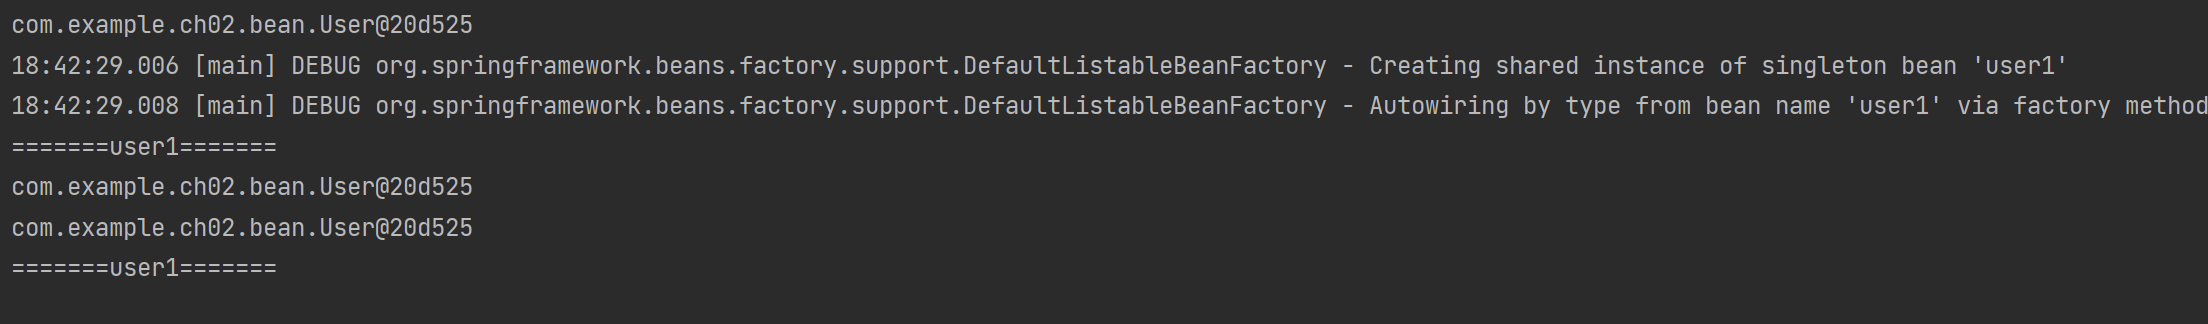 com.example.ch02.bean.User@20d525
18:42:29.006 [main] DEBUG org.springframework.beans.factory.support.DefaultListableBeanFactory - Creating shared instance of singleton bean 'user1'
18:42:29.008 [main] DEBUG org.springframework.beans.factory.support.DefaultListableBeanFactory - Autowiring by type from bean name 'user1' via factory method
=======user1=======
com.example.ch02.bean.User@20d525
com.example.ch02.bean.User@20d525
=======user1=======